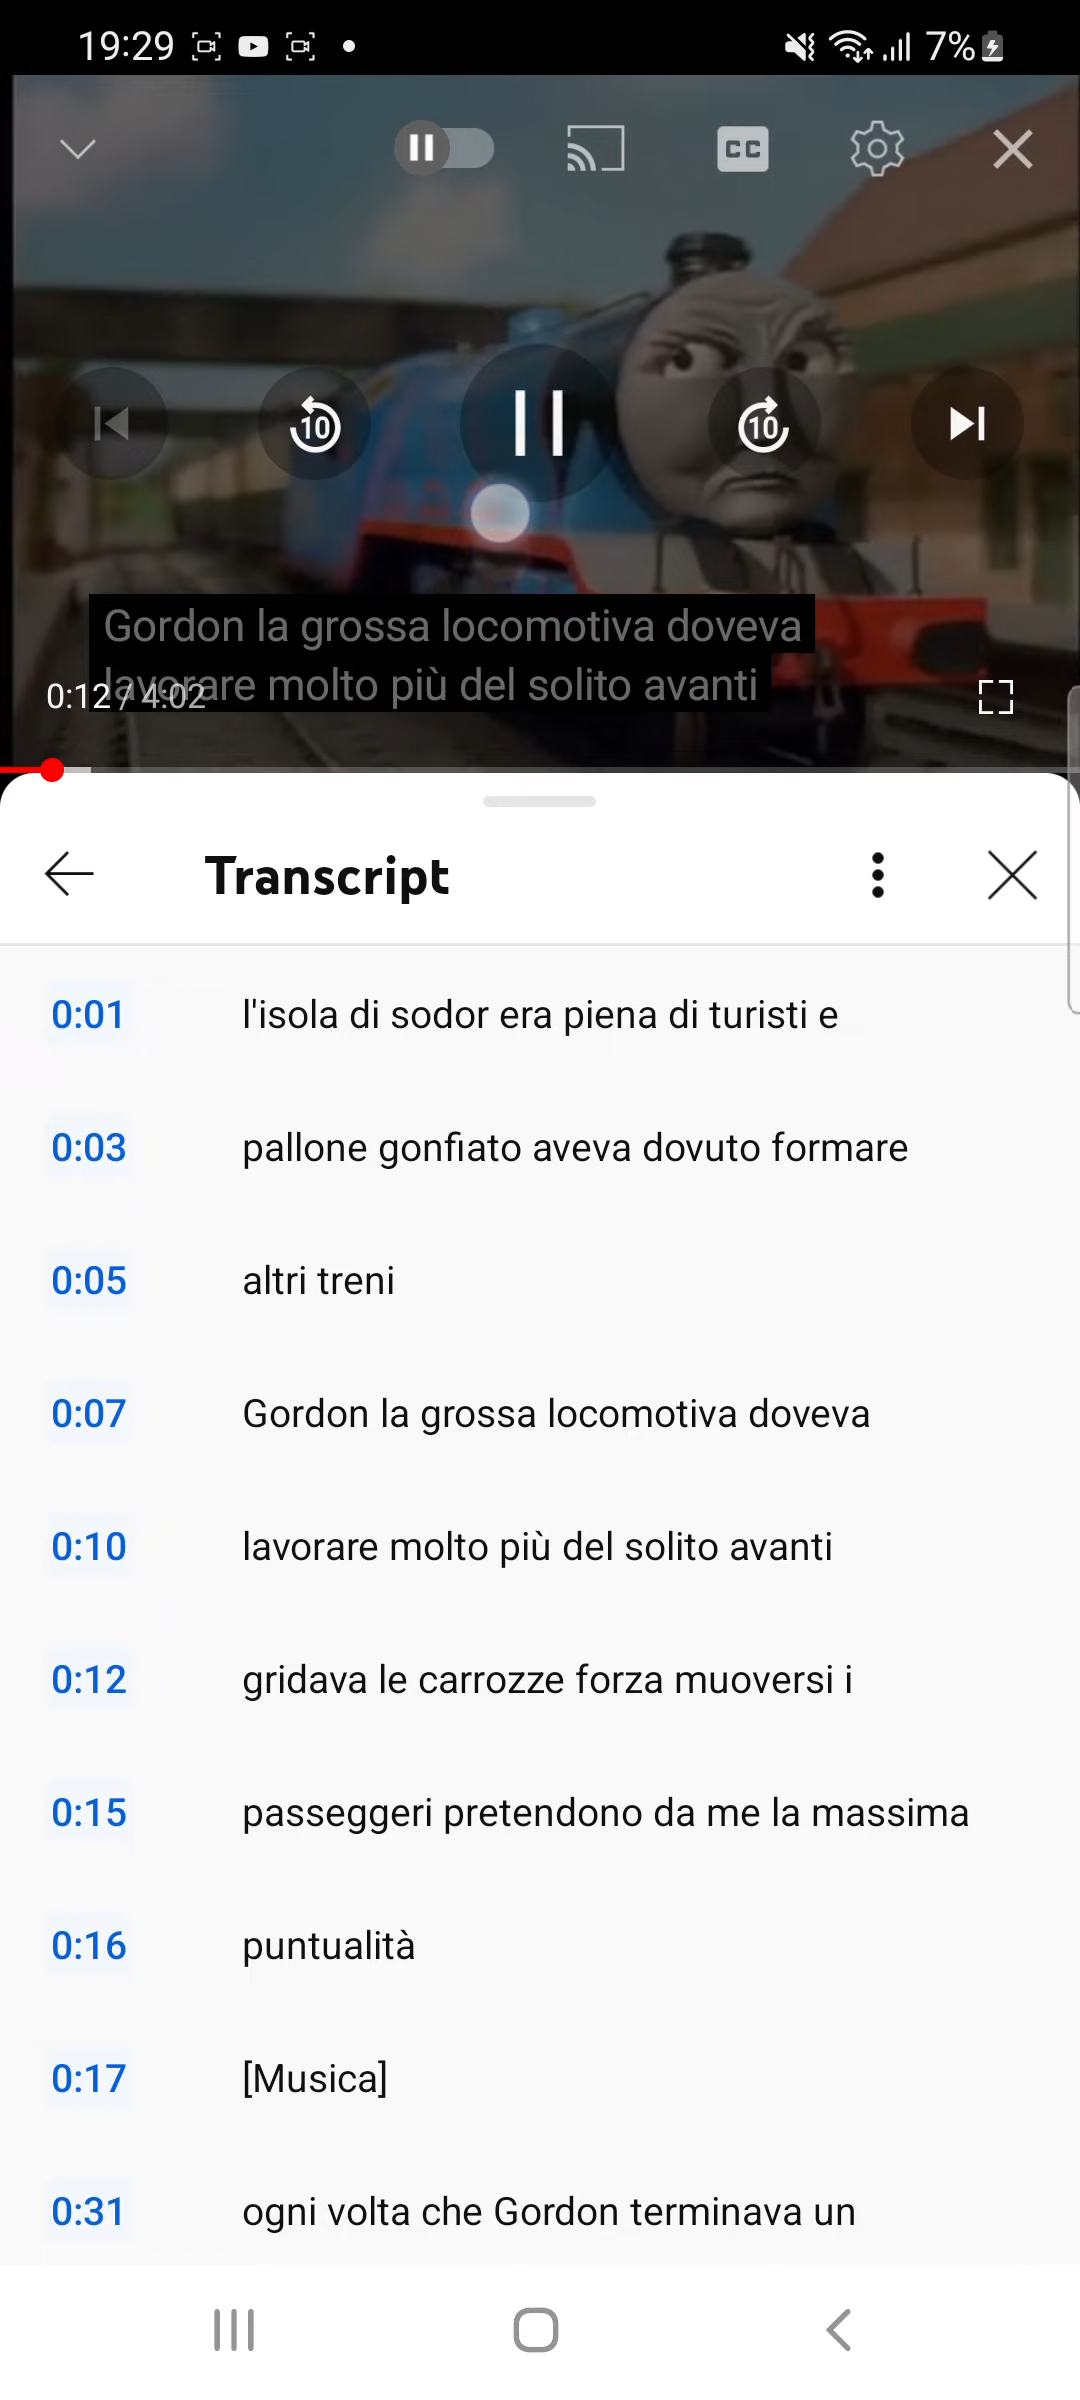 19:29
7%
CC
10
10
Gordon la grossa locomotiva doveva
lavorare molto più del solito avanti
0:12 / 4:02
Transcript
0:01 l'isola di sodor era piena di turisti e
0:03 pallone gonfiato aveva dovuto formare
0:05 altri treni
0:07 Gordon la grossa locomotiva doveva
0:10 lavorare molto più del solito avanti
0:12 gridava le carrozze forza muoversi i
0:15 passeggeri pretendono da me la massima
0:16 puntualità
0:17 [Musica]
0:31 ogni volta che Gordon terminava un